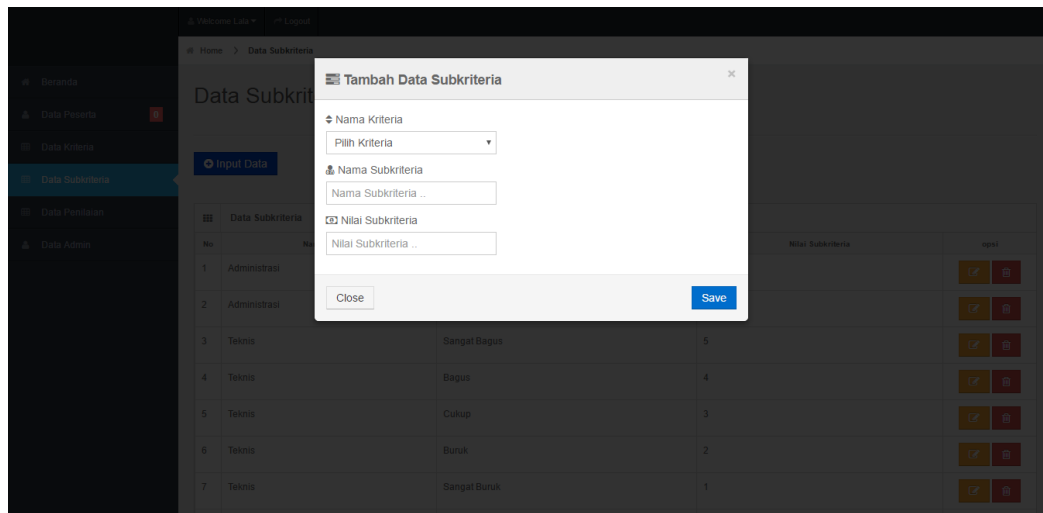 Welcome Lala Logout
Home > Data Subkriteria
Beranda
Data Peserta 0
Data Kriteria
Data Subkriteria
Data Penilaian
Data Admin
Data Subkrit
Input Data
Tambah Data Subkriteria ×
Nama Kriteria
Pilih Kriteria
Nama Subkriteria
Nama Subkriteria ..
Nilai Subkriteria
Nilai Subkriteria ..
Close Save
Data Subkriteria
No Na Nilai Subkriteria opsi
1 Administrasi
2 Administrasi
3 Teknis Sangat Bagus 5
4 Teknis Bagus 4
5 Teknis Cukup 3
6 Teknis Buruk 2
7 Teknis Sangat Buruk 1